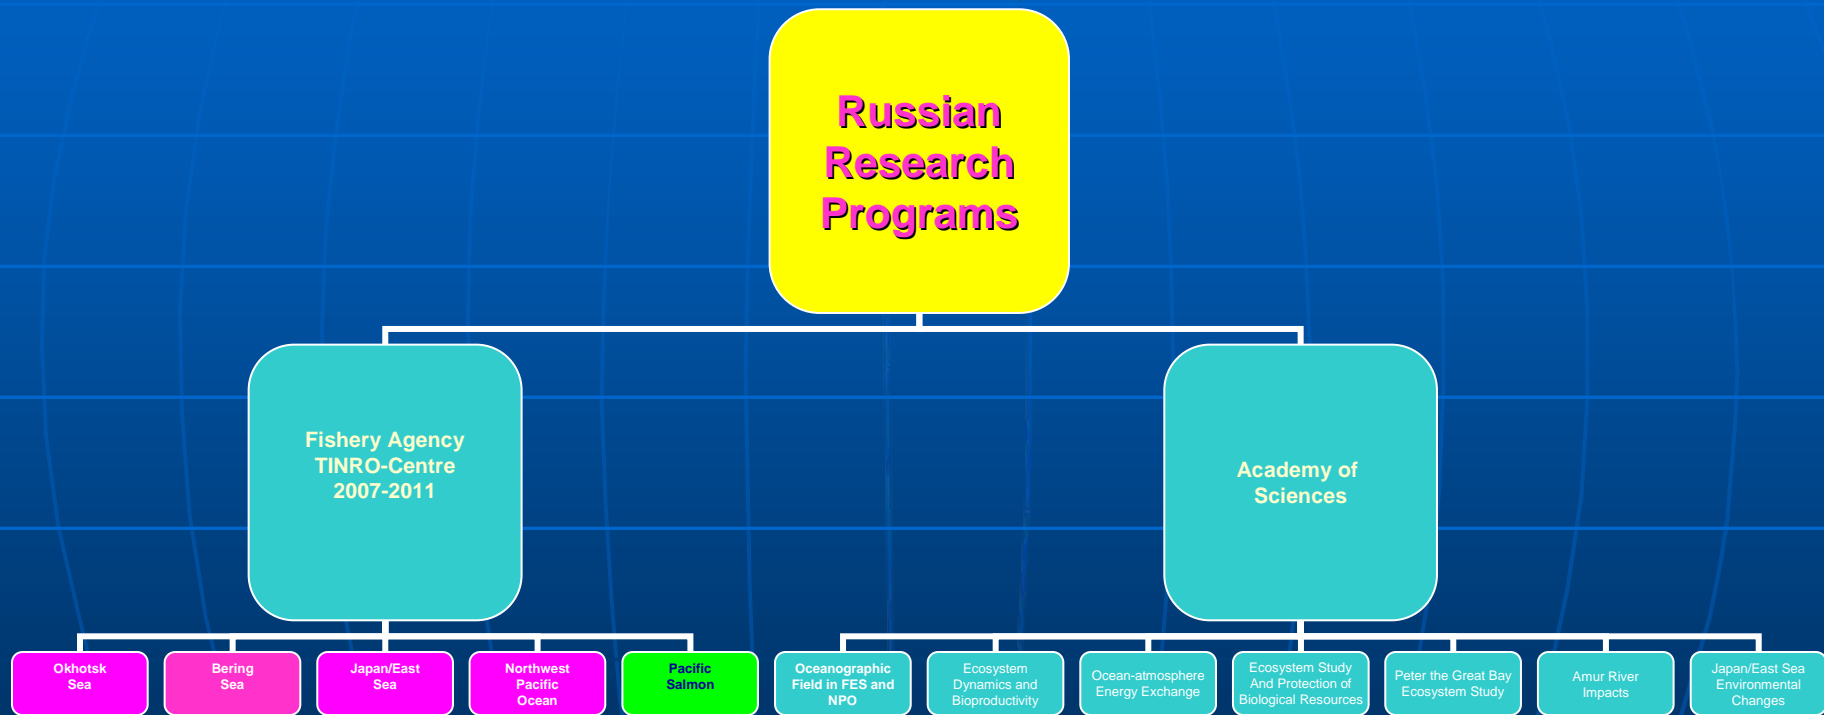 Russian
Research
Programs
Fishery Agency
TINRO-Centre
2007-2011
Academy of
Sciences
Okhotsk
Sea
Bering
Sea
Japan/East
Sea
Northwest
Pacific
Ocean
Pacific
Salmon
Oceanographic
Field in FES and
NPO
Ecosystem
Dynamics and
Bioproductivity
Ocean-atmosphere
Energy Exchange
Ecosystem Study
And Protection of
Biological Resources
Peter the Great Bay
Ecosystem Study
Amur River
Impacts
Japan/East Sea
Environmental
Changes